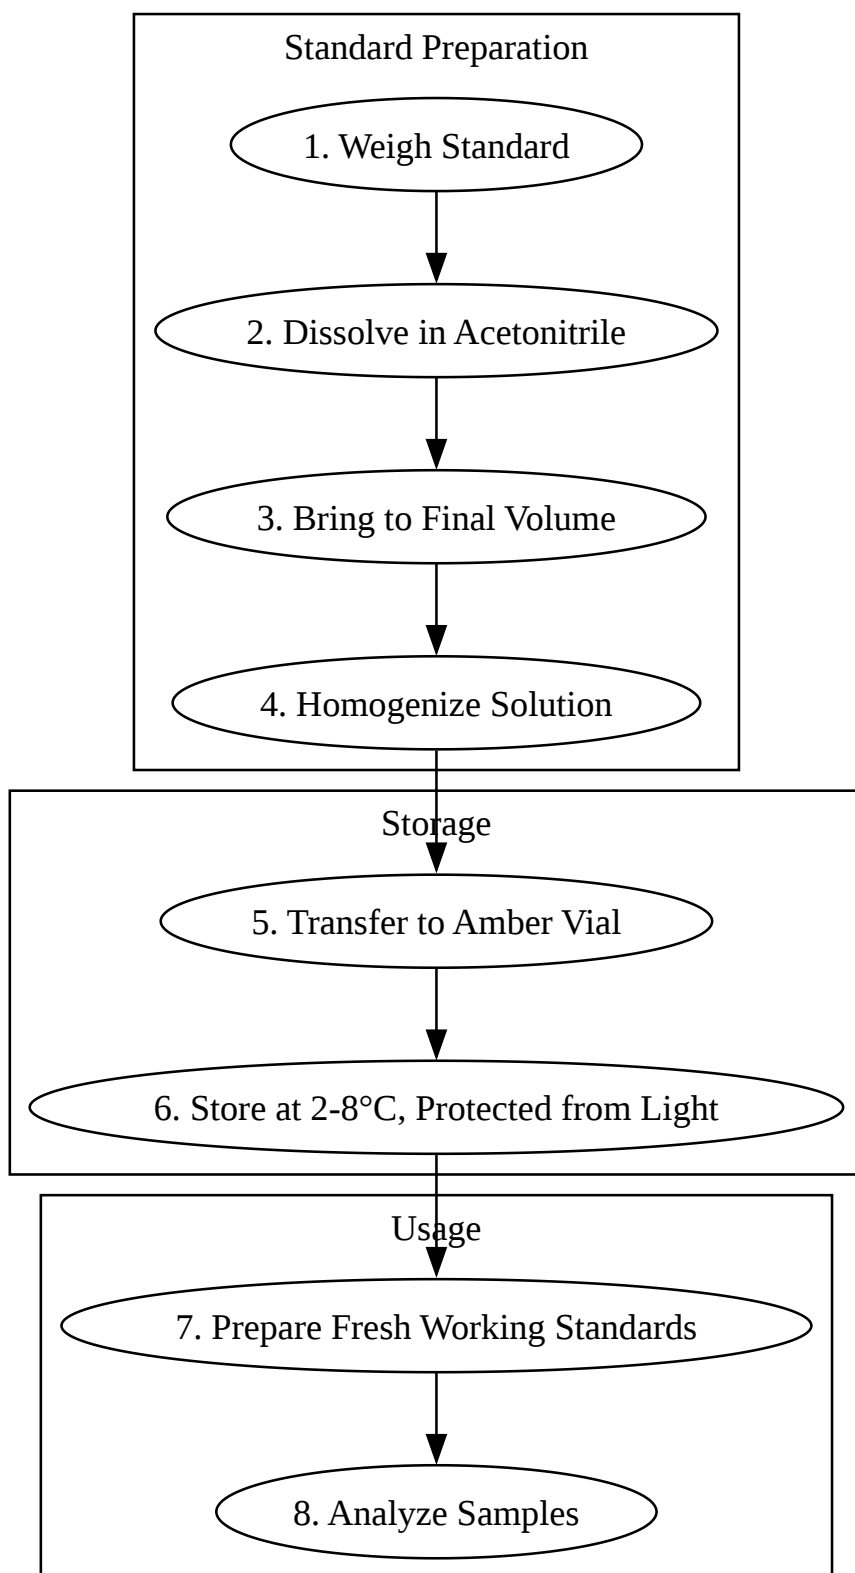 Standard Preparation
1. Weigh Standard
2. Dissolve in Acetonitrile
3. Bring to Final Volume
4. Homogenize Solution
Storage
5. Transfer to Amber Vial
6. Store at 2-8°C, Protected from Light
Usage
7. Prepare Fresh Working Standards
8. Analyze Samples